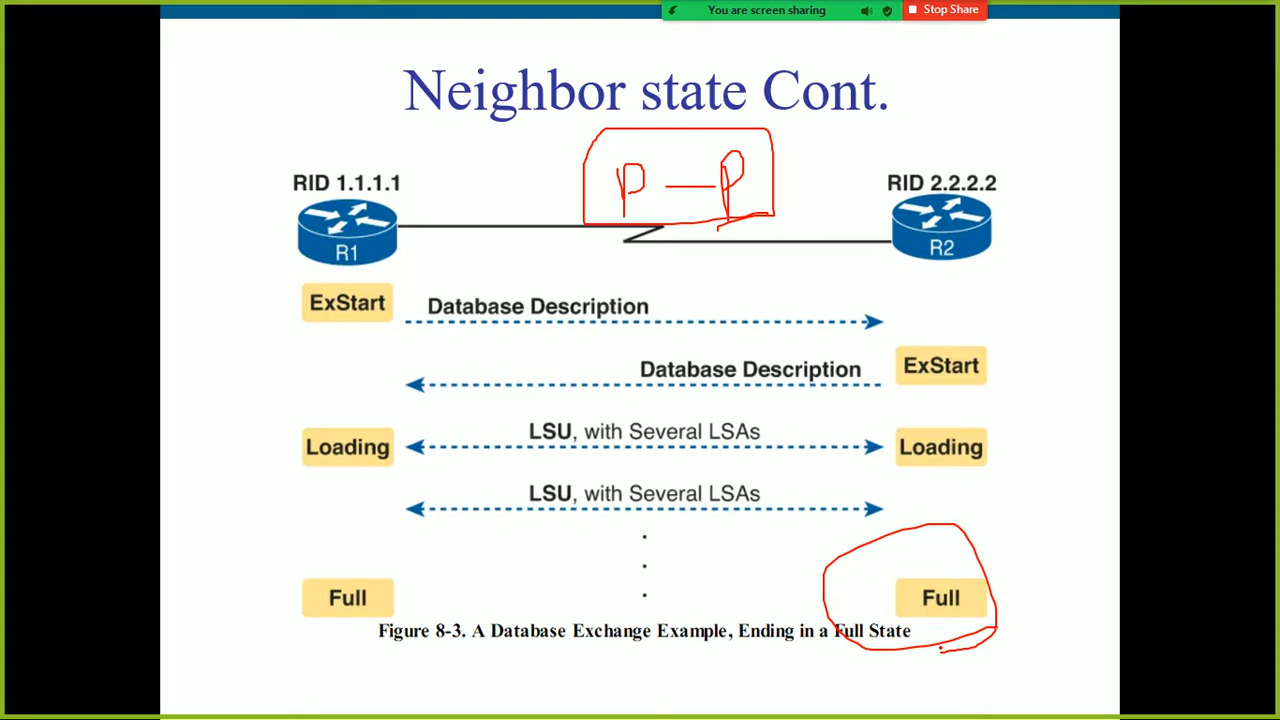 You are screen sharing
Stop Share
Neighbor state Cont.
P — P
RID 1.1.1.1
RID 2.2.2.2
R1
R2
ExStart
Database Description
Database Description
ExStart
Loading
LSU, with Several LSAs
Loading
LSU, with Several LSAs
Full
Full
Figure 8-3. A Database Exchange Example, Ending in a Full State